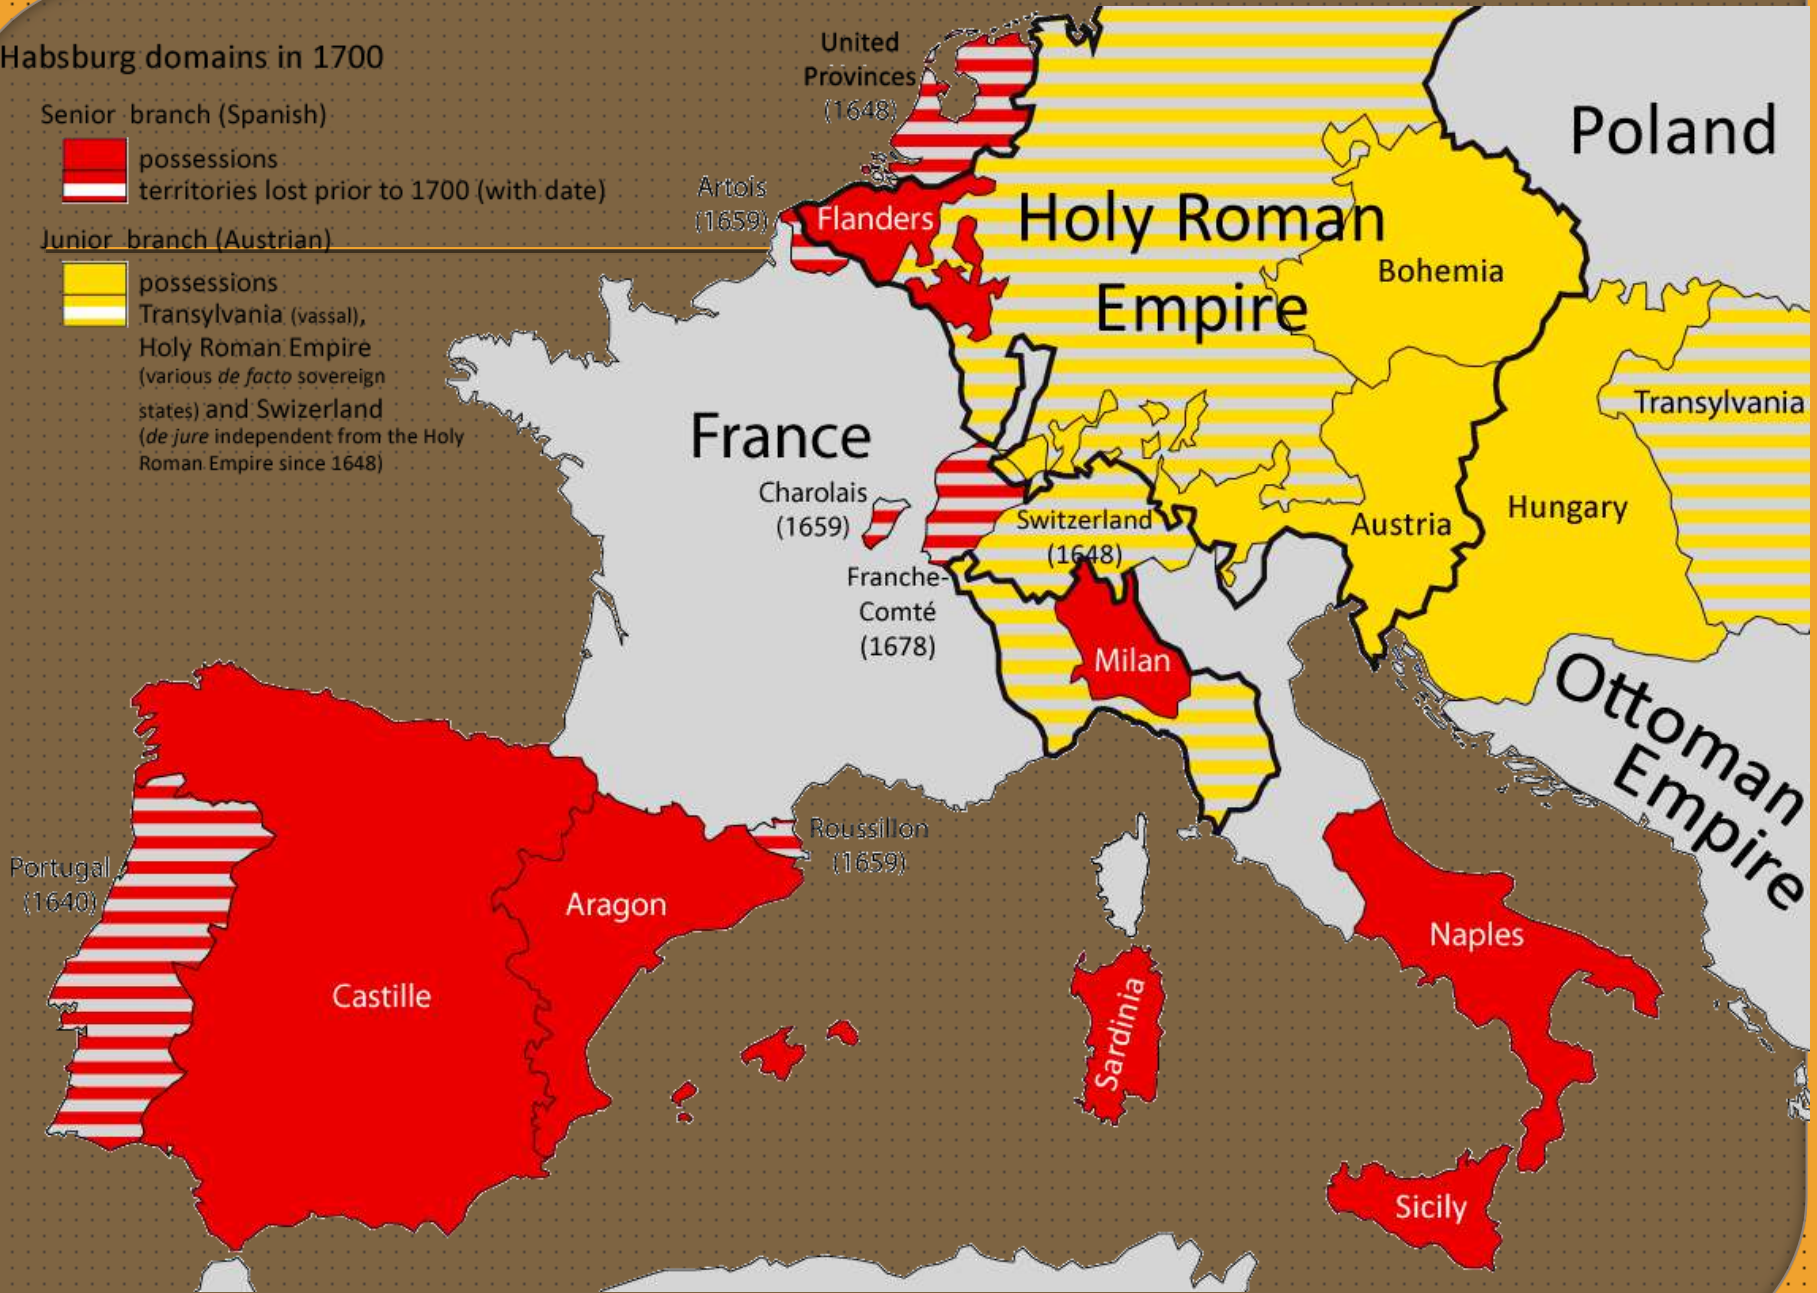 Habsburg domains in 1700
Senior branch (Spanish)
possessions
territories lost prior to 1700 (with date)
Junior branch (Austrian)
possessions
Transylvania (vassal),
Holy Roman Empire
(various de facto sovereign
states) and Swizerland
(de jure independent from the Holy
Roman Empire since 1648)
United
Provinces
(1648)
Artois
(1659)
Flanders
Holy Roman
Empire
Poland
Bohemia
Transylvania
France
Charolais
(1659)
Switzerland
(1648)
Austria
Hungary
Franche-
Comté
(1678)
Milan
Ottoman
Empire
Roussillon
(1659)
Portugal
(1640)
Aragon
Castille
Naples
Sardinia
Sicily